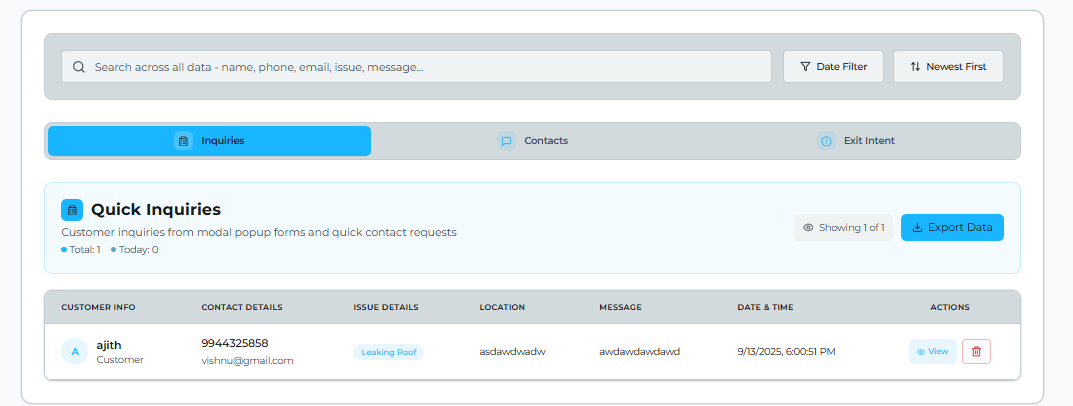 Search across all data - name, phone, email, issue, message...
Date Filter
Newest First
Inquiries
Contacts
Exit Intent
Quick Inquiries
Customer inquiries from modal popup forms and quick contact requests
Total: 1 Today: 0
Showing 1 of 1
Export Data
CUSTOMER INFO CONTACT DETAILS ISSUE DETAILS LOCATION MESSAGE DATE & TIME ACTIONS
A
ajith
Customer
9944325858
vishnu@gmail.com
Leaking Roof
asdawdwadw
awdawdawdawd
9/13/2025, 6:00:51 PM
View